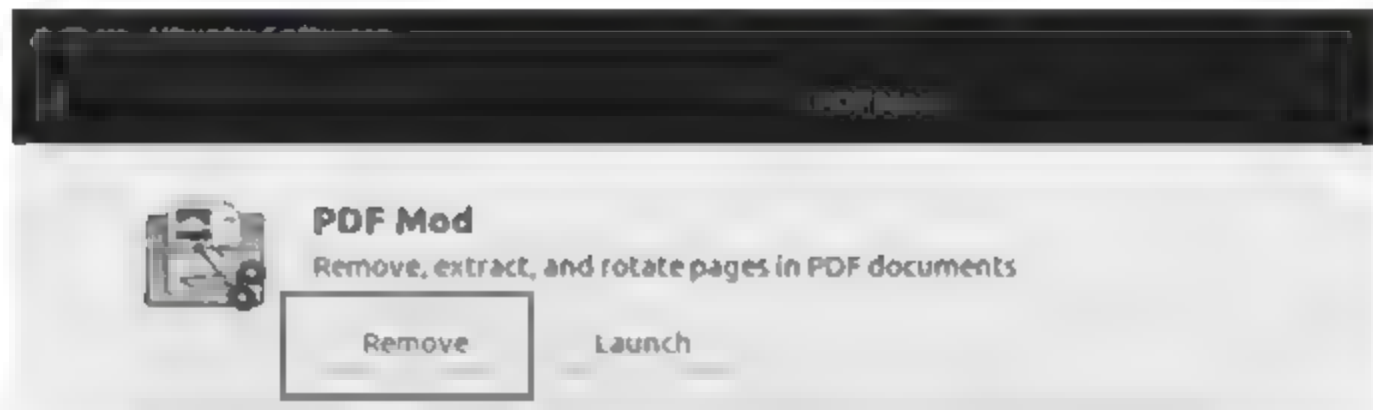 PDF Mod
Remove, extract, and rotate pages in PDF documents
Remove Launch